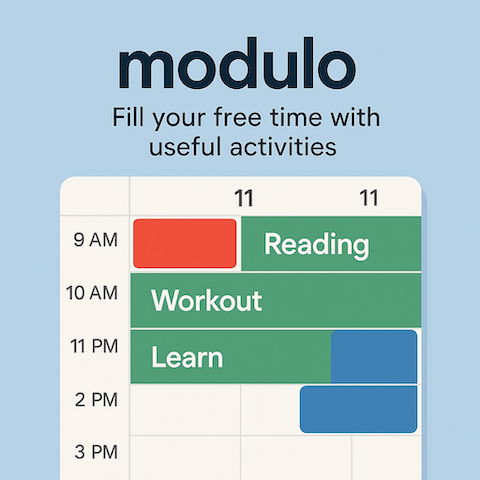 modulo
Fill your free time with
useful activities
11 11
9 AM Reading
10 AM Workout
11 PM Learn
2 PM
3 PM